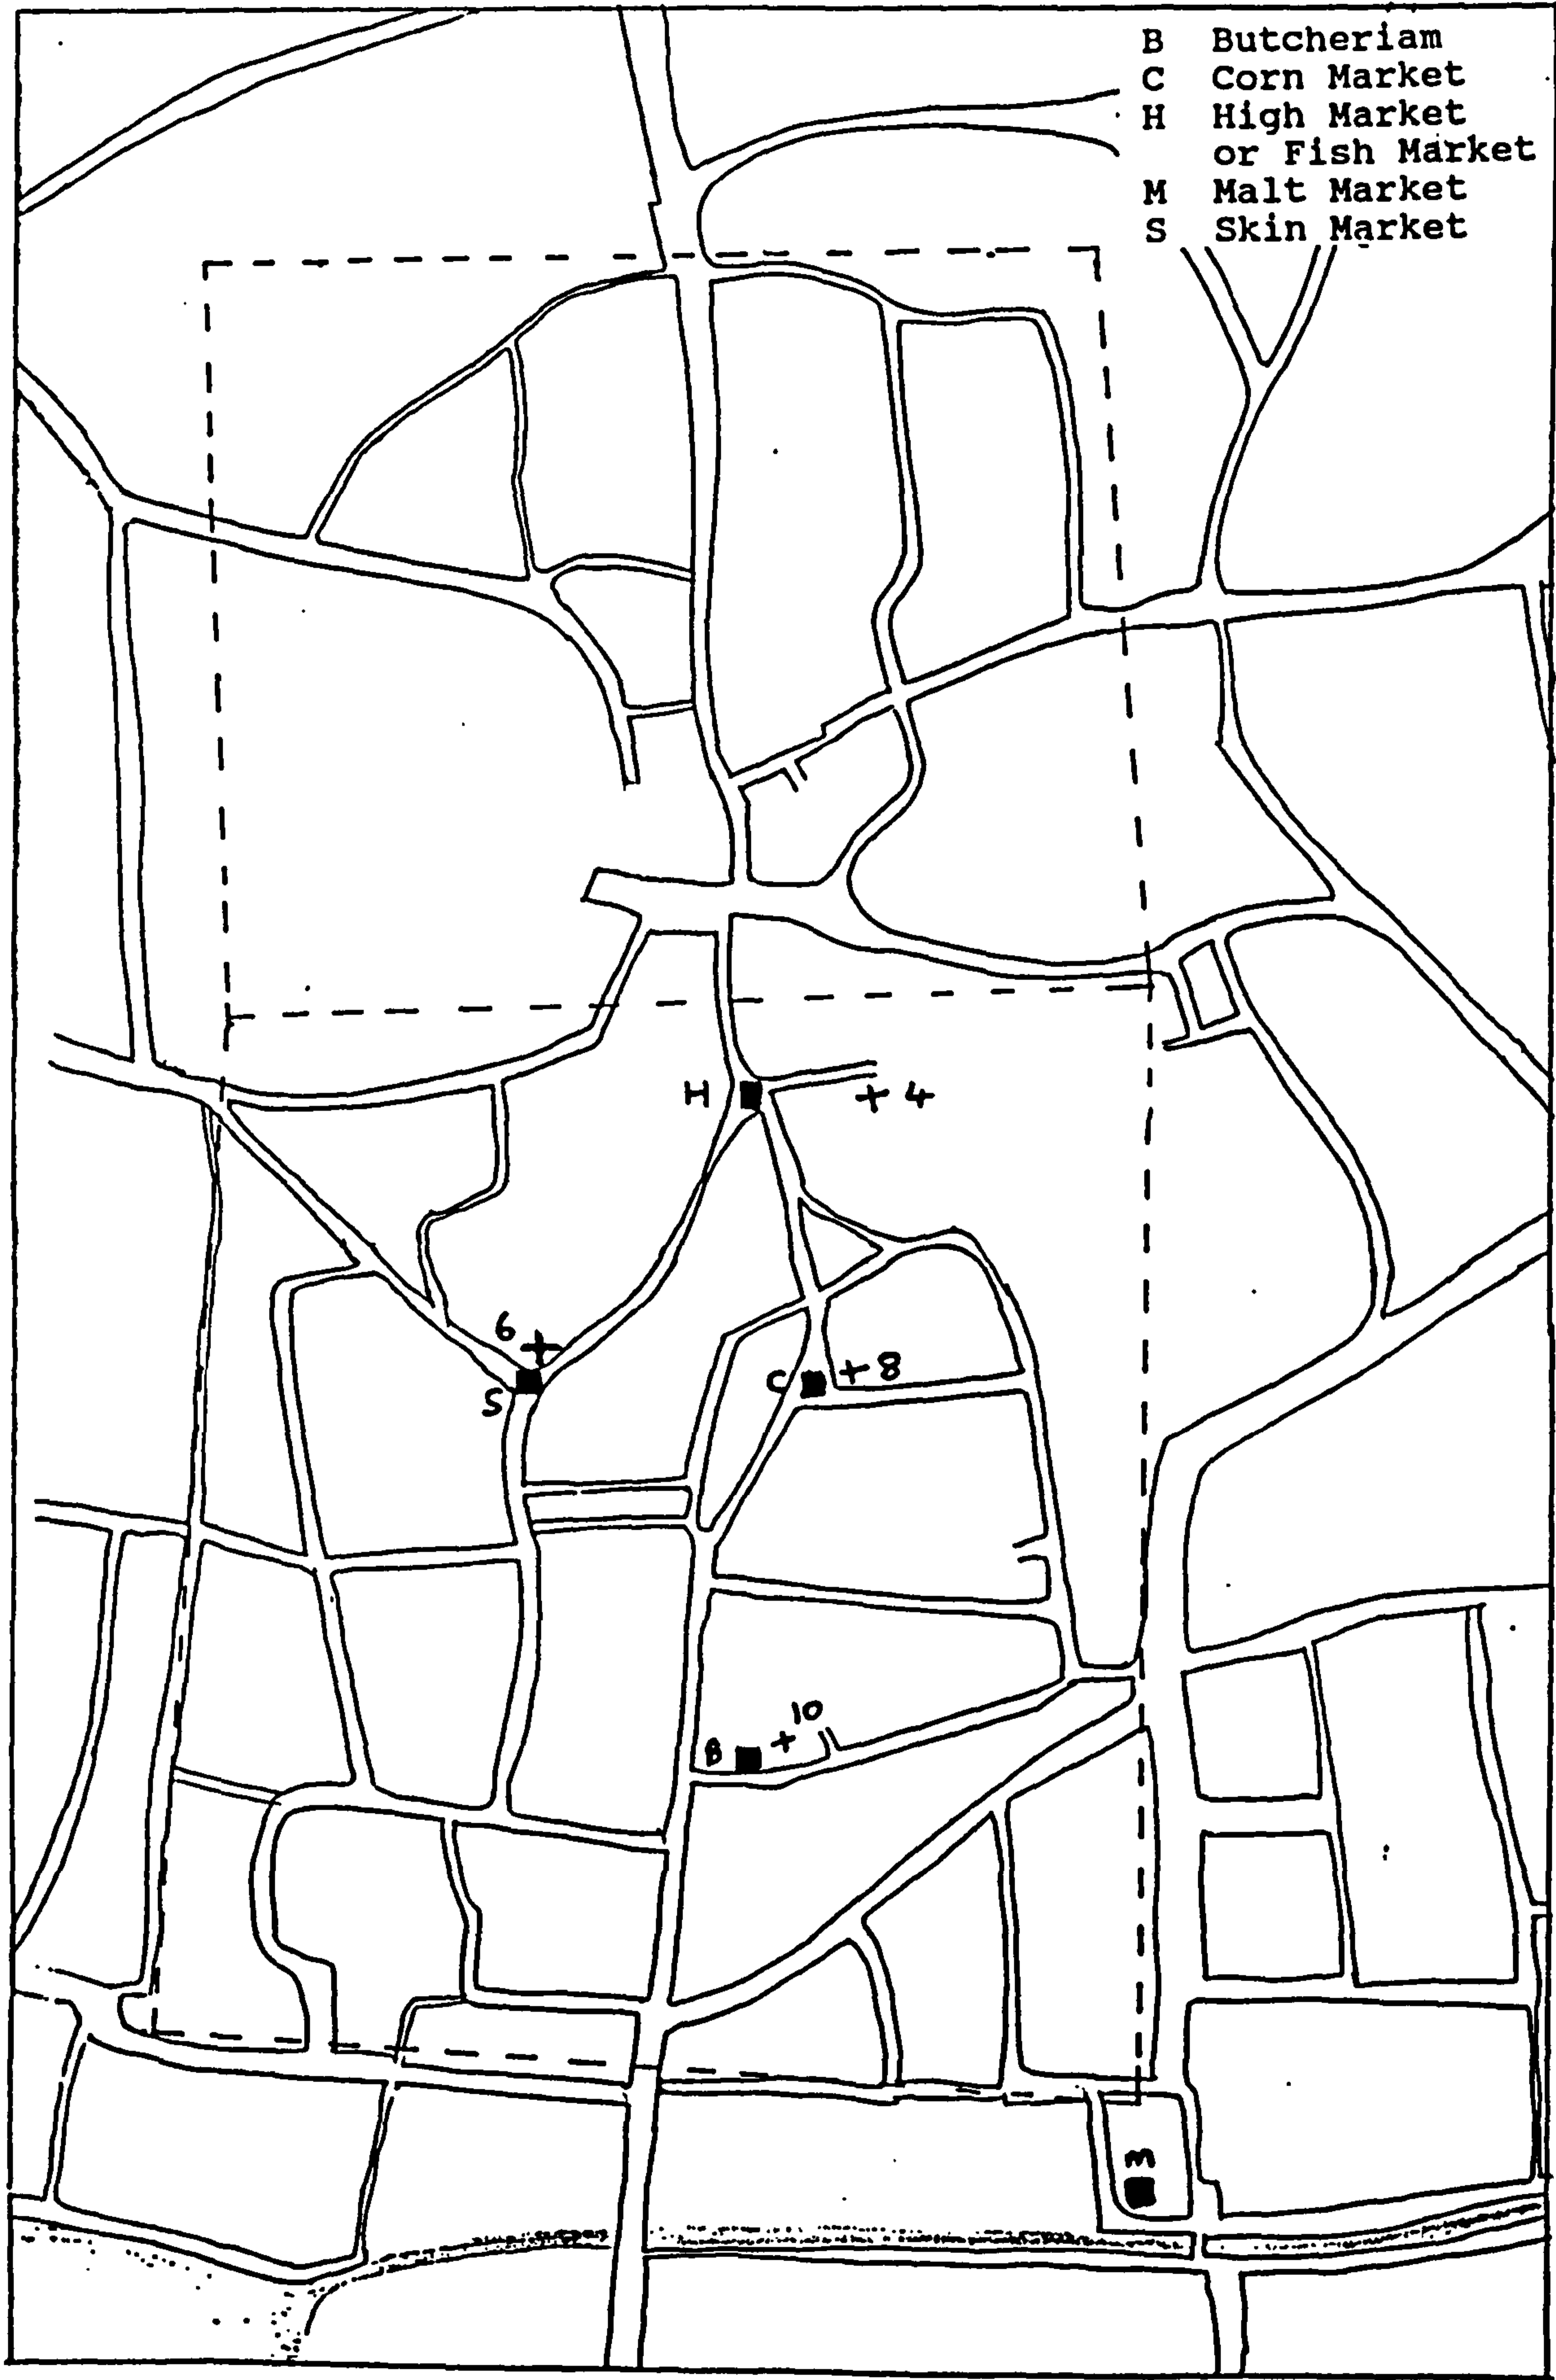 B Butcheriam
C Corn Market
H High Market
or Fish Market
M Malt Market
S Skin Market
H
+ 4
6 +
S
C
+ 8
10
+
B
m